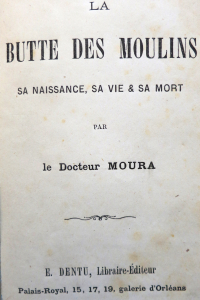 LA
BUTTE DES MOULINS
SA NAISSANCE, SA VIE & SA MORT
PAR
le Docteur MOURA
E. DENTU, Libraire-Éditeur
Palais-Royal, 15, 17, 19, galerie d'Orléans